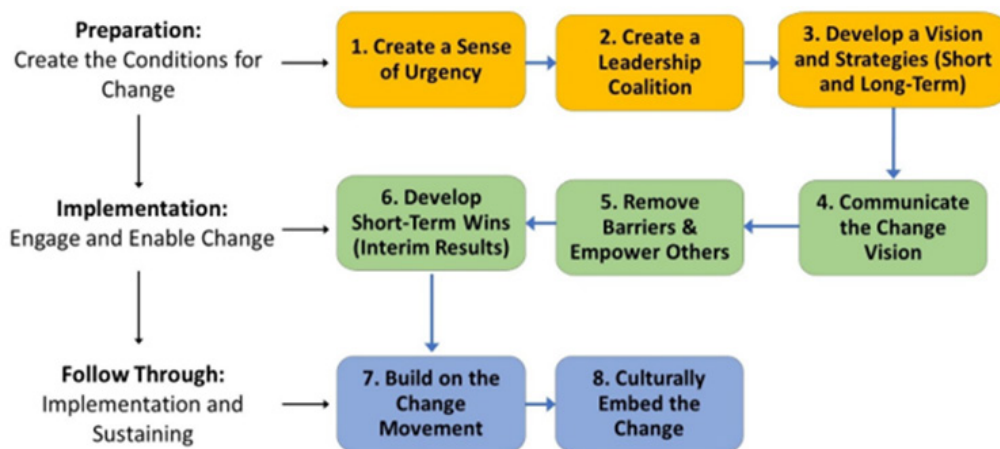 Preparation:
Create the Conditions for
Change
1. Create a Sense
of Urgency
2. Create a
Leadership
Coalition
3. Develop a Vision
and Strategies (Short
and Long-Term)
Implementation:
Engage and Enable Change
6. Develop
Short-Term Wins
(Interim Results)
5. Remove
Barriers &
Empower Others
4. Communicate
the Change
Vision
Follow Through:
Implementation and
Sustaining
7. Build on the
Change
Movement
8. Culturally
Embed the
Change